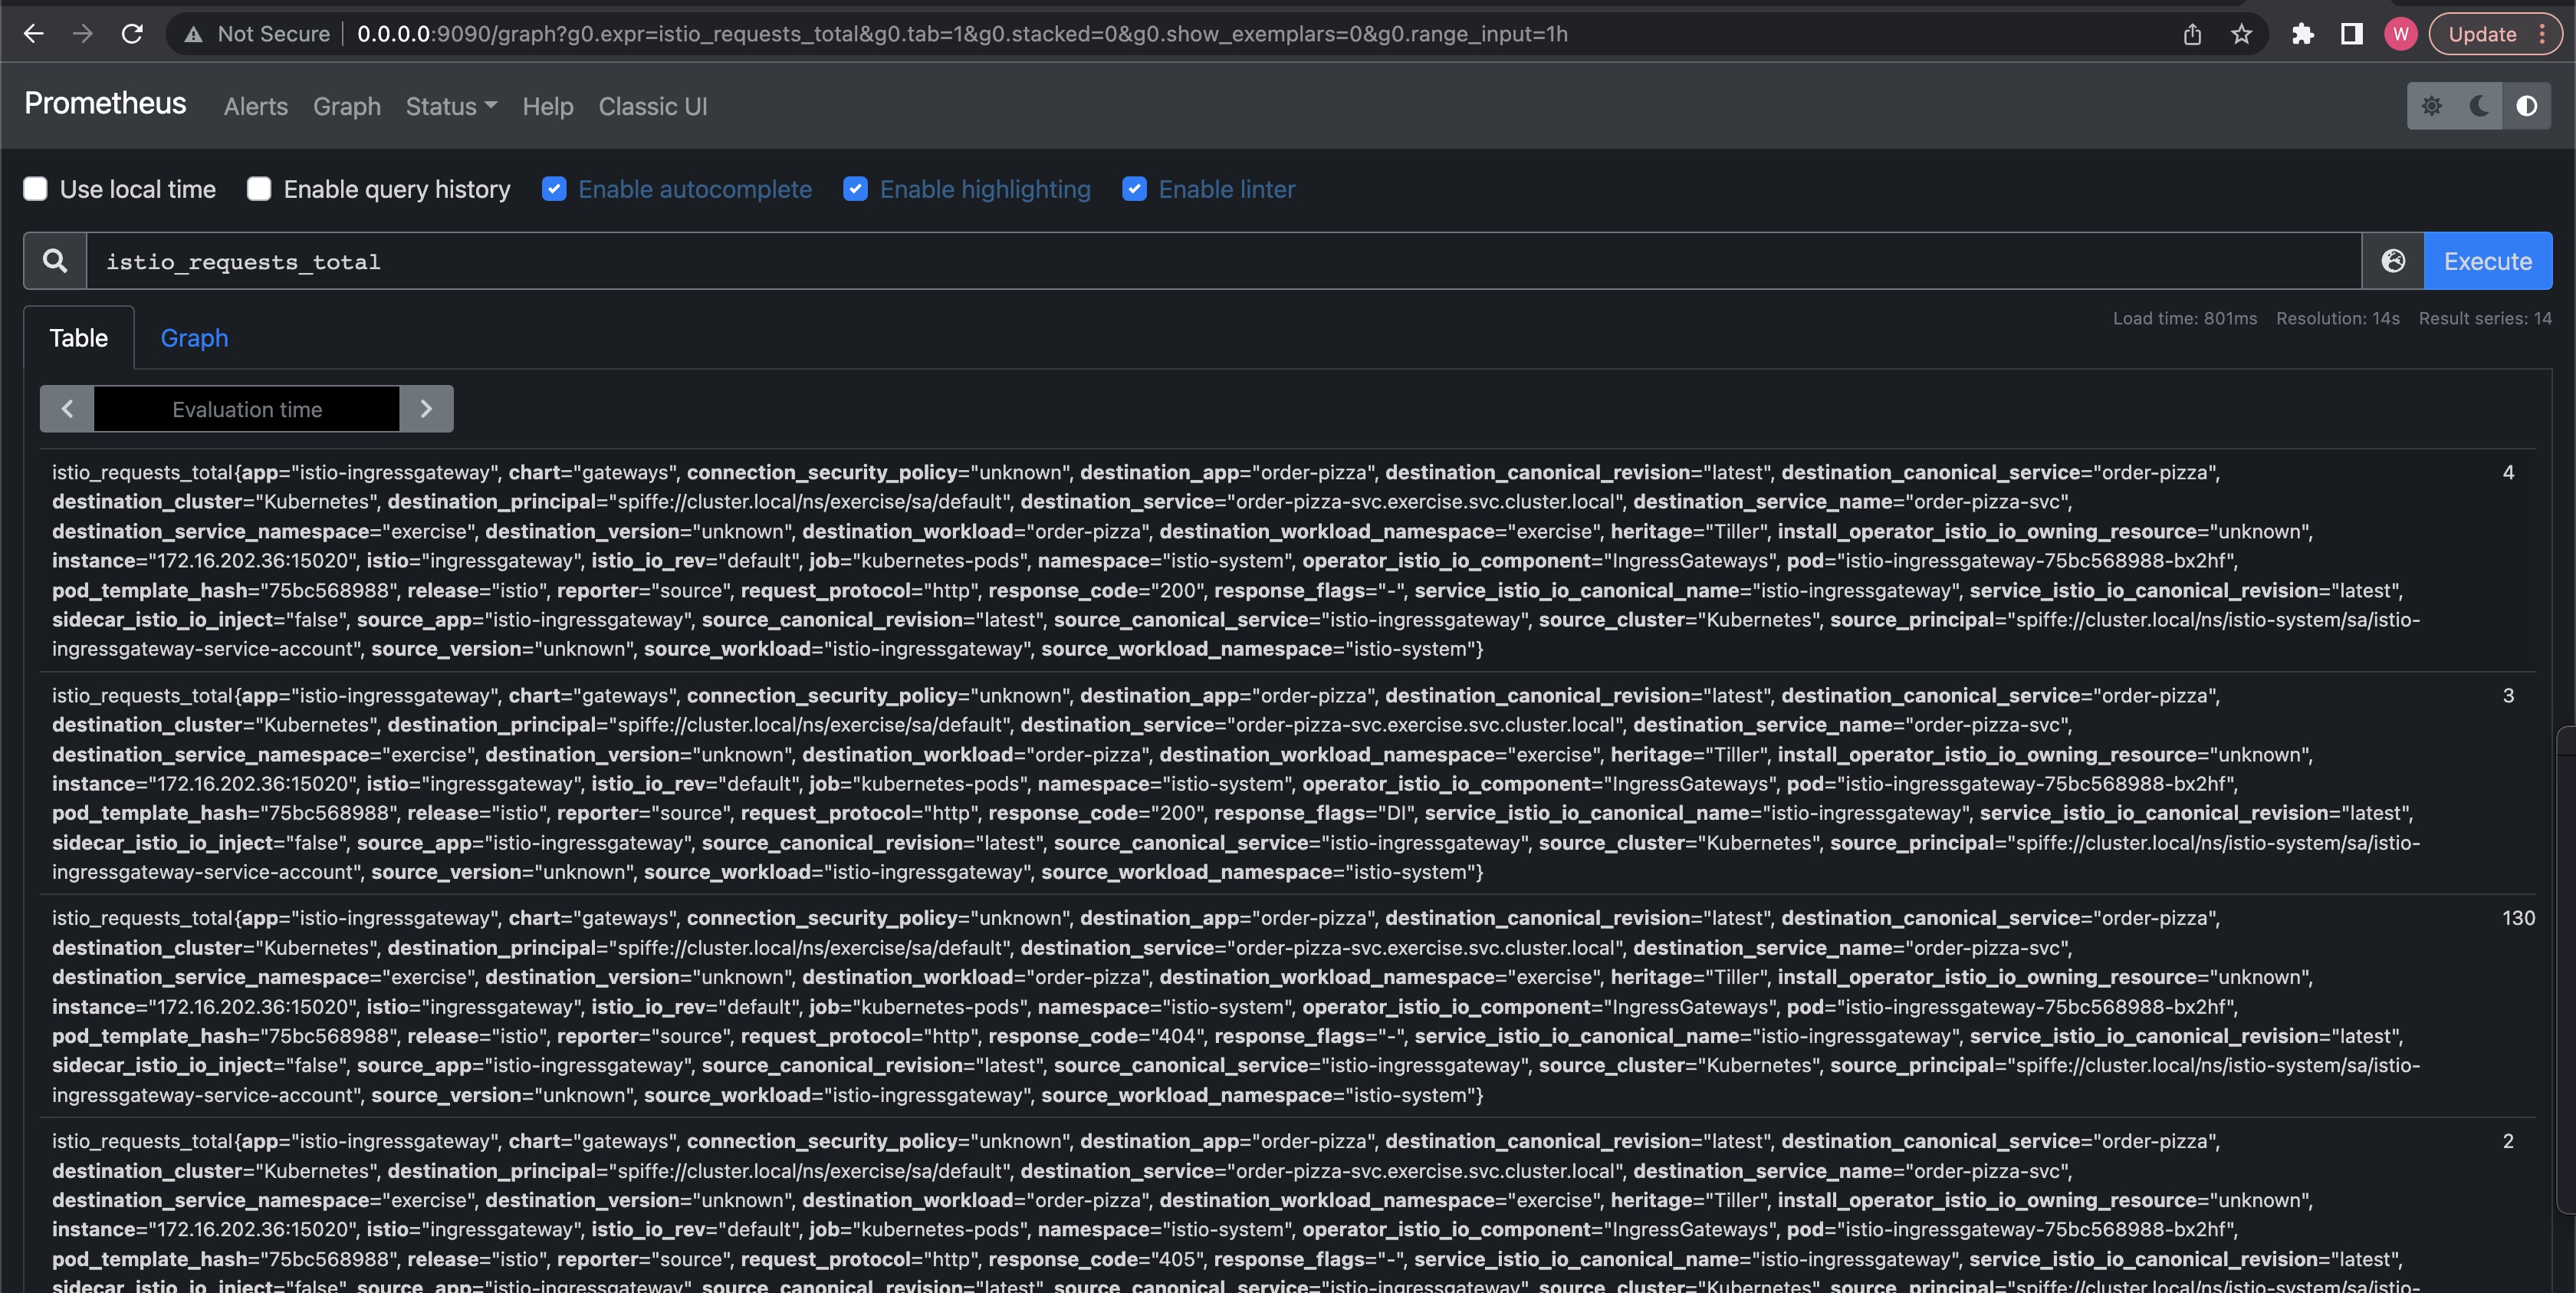 Not Secure 0.0.0.0:9090/graph?g0.expr=istio_requests_total&g0.tab=1&g0.stacked=0&g0.show_exemplars=0&g0.range_input=1h W Update
Prometheus Alerts Graph Status Help Classic UI
Use local time Enable query history Enable autocomplete Enable highlighting Enable linter
istio_requests_total Execute
Table Graph Load time: 801ms Resolution: 14s Result series: 14
Evaluation time
istio_requests_total{app="istio-ingressgateway", chart="gateways", connection_security_policy="unknown", destination_app="order-pizza", destination_canonical_revision="latest", destination_canonical_service="order-pizza", 4
destination_cluster="Kubernetes", destination_principal="spiffe://cluster.local/ns/exercise/sa/default", destination_service="order-pizza-svc.exercise.svc.cluster.local", destination_service_name="order-pizza-svc",
destination_service_namespace="exercise", destination_version="unknown", destination_workload="order-pizza", destination_workload_namespace="exercise", heritage="Tiller", install_operator_istio_io_owning_resource="unknown",
instance="172.16.202.36:15020", istio="ingressgateway", istio_io_rev="default", job="kubernetes-pods", namespace="istio-system", operator_istio_io_component="IngressGateways", pod="istio-ingressgateway-75bc568988-bx2hf",
pod_template_hash="75bc568988", release="istio", reporter="source", request_protocol="http", response_code="200", response_flags="-", service_istio_io_canonical_name="istio-ingressgateway", service_istio_io_canonical_revision="latest",
sidecar_istio_io_inject="false", source_app="istio-ingressgateway", source_canonical_revision="latest", source_canonical_service="istio-ingressgateway", source_cluster="Kubernetes", source_principal="spiffe://cluster.local/ns/istio-system/sa/istio-
ingressgateway-service-account", source_version="unknown", source_workload="istio-ingressgateway", source_workload_namespace="istio-system"}
istio_requests_total{app="istio-ingressgateway", chart="gateways", connection_security_policy="unknown", destination_app="order-pizza", destination_canonical_revision="latest", destination_canonical_service="order-pizza", 3
destination_cluster="Kubernetes", destination_principal="spiffe://cluster.local/ns/exercise/sa/default", destination_service="order-pizza-svc.exercise.svc.cluster.local", destination_service_name="order-pizza-svc",
destination_service_namespace="exercise", destination_version="unknown", destination_workload="order-pizza", destination_workload_namespace="exercise", heritage="Tiller", install_operator_istio_io_owning_resource="unknown",
instance="172.16.202.36:15020", istio="ingressgateway", istio_io_rev="default", job="kubernetes-pods", namespace="istio-system", operator_istio_io_component="IngressGateways", pod="istio-ingressgateway-75bc568988-bx2hf",
pod_template_hash="75bc568988", release="istio", reporter="source", request_protocol="http", response_code="200", response_flags="DI", service_istio_io_canonical_name="istio-ingressgateway", service_istio_io_canonical_revision="latest",
sidecar_istio_io_inject="false", source_app="istio-ingressgateway", source_canonical_revision="latest", source_canonical_service="istio-ingressgateway", source_cluster="Kubernetes", source_principal="spiffe://cluster.local/ns/istio-system/sa/istio-
ingressgateway-service-account", source_version="unknown", source_workload="istio-ingressgateway", source_workload_namespace="istio-system"}
istio_requests_total{app="istio-ingressgateway", chart="gateways", connection_security_policy="unknown", destination_app="order-pizza", destination_canonical_revision="latest", destination_canonical_service="order-pizza", 130
destination_cluster="Kubernetes", destination_principal="spiffe://cluster.local/ns/exercise/sa/default", destination_service="order-pizza-svc.exercise.svc.cluster.local", destination_service_name="order-pizza-svc",
destination_service_namespace="exercise", destination_version="unknown", destination_workload="order-pizza", destination_workload_namespace="exercise", heritage="Tiller", install_operator_istio_io_owning_resource="unknown",
instance="172.16.202.36:15020", istio="ingressgateway", istio_io_rev="default", job="kubernetes-pods", namespace="istio-system", operator_istio_io_component="IngressGateways", pod="istio-ingressgateway-75bc568988-bx2hf",
pod_template_hash="75bc568988", release="istio", reporter="source", request_protocol="http", response_code="404", response_flags="-", service_istio_io_canonical_name="istio-ingressgateway", service_istio_io_canonical_revision="latest",
sidecar_istio_io_inject="false", source_app="istio-ingressgateway", source_canonical_revision="latest", source_canonical_service="istio-ingressgateway", source_cluster="Kubernetes", source_principal="spiffe://cluster.local/ns/istio-system/sa/istio-
ingressgateway-service-account", source_version="unknown", source_workload="istio-ingressgateway", source_workload_namespace="istio-system"}
istio_requests_total{app="istio-ingressgateway", chart="gateways", connection_security_policy="unknown", destination_app="order-pizza", destination_canonical_revision="latest", destination_canonical_service="order-pizza", 2
destination_cluster="Kubernetes", destination_principal="spiffe://cluster.local/ns/exercise/sa/default", destination_service="order-pizza-svc.exercise.svc.cluster.local", destination_service_name="order-pizza-svc",
destination_service_namespace="exercise", destination_version="unknown", destination_workload="order-pizza", destination_workload_namespace="exercise", heritage="Tiller", install_operator_istio_io_owning_resource="unknown",
instance="172.16.202.36:15020", istio="ingressgateway", istio_io_rev="default", job="kubernetes-pods", namespace="istio-system", operator_istio_io_component="IngressGateways", pod="istio-ingressgateway-75bc568988-bx2hf",
pod_template_hash="75bc568988", release="istio", reporter="source", request_protocol="http", response_code="405", response_flags="-", service_istio_io_canonical_name="istio-ingressgateway", service_istio_io_canonical_revision="latest",
sidecar_istio_io_inject="false", source_app="istio-ingressgateway", source_canonical_revision="latest", source_canonical_service="istio-ingressgateway", source_cluster="Kubernetes", source_principal="spiffe://cluster.local/ns/istio-system/sa/istio-